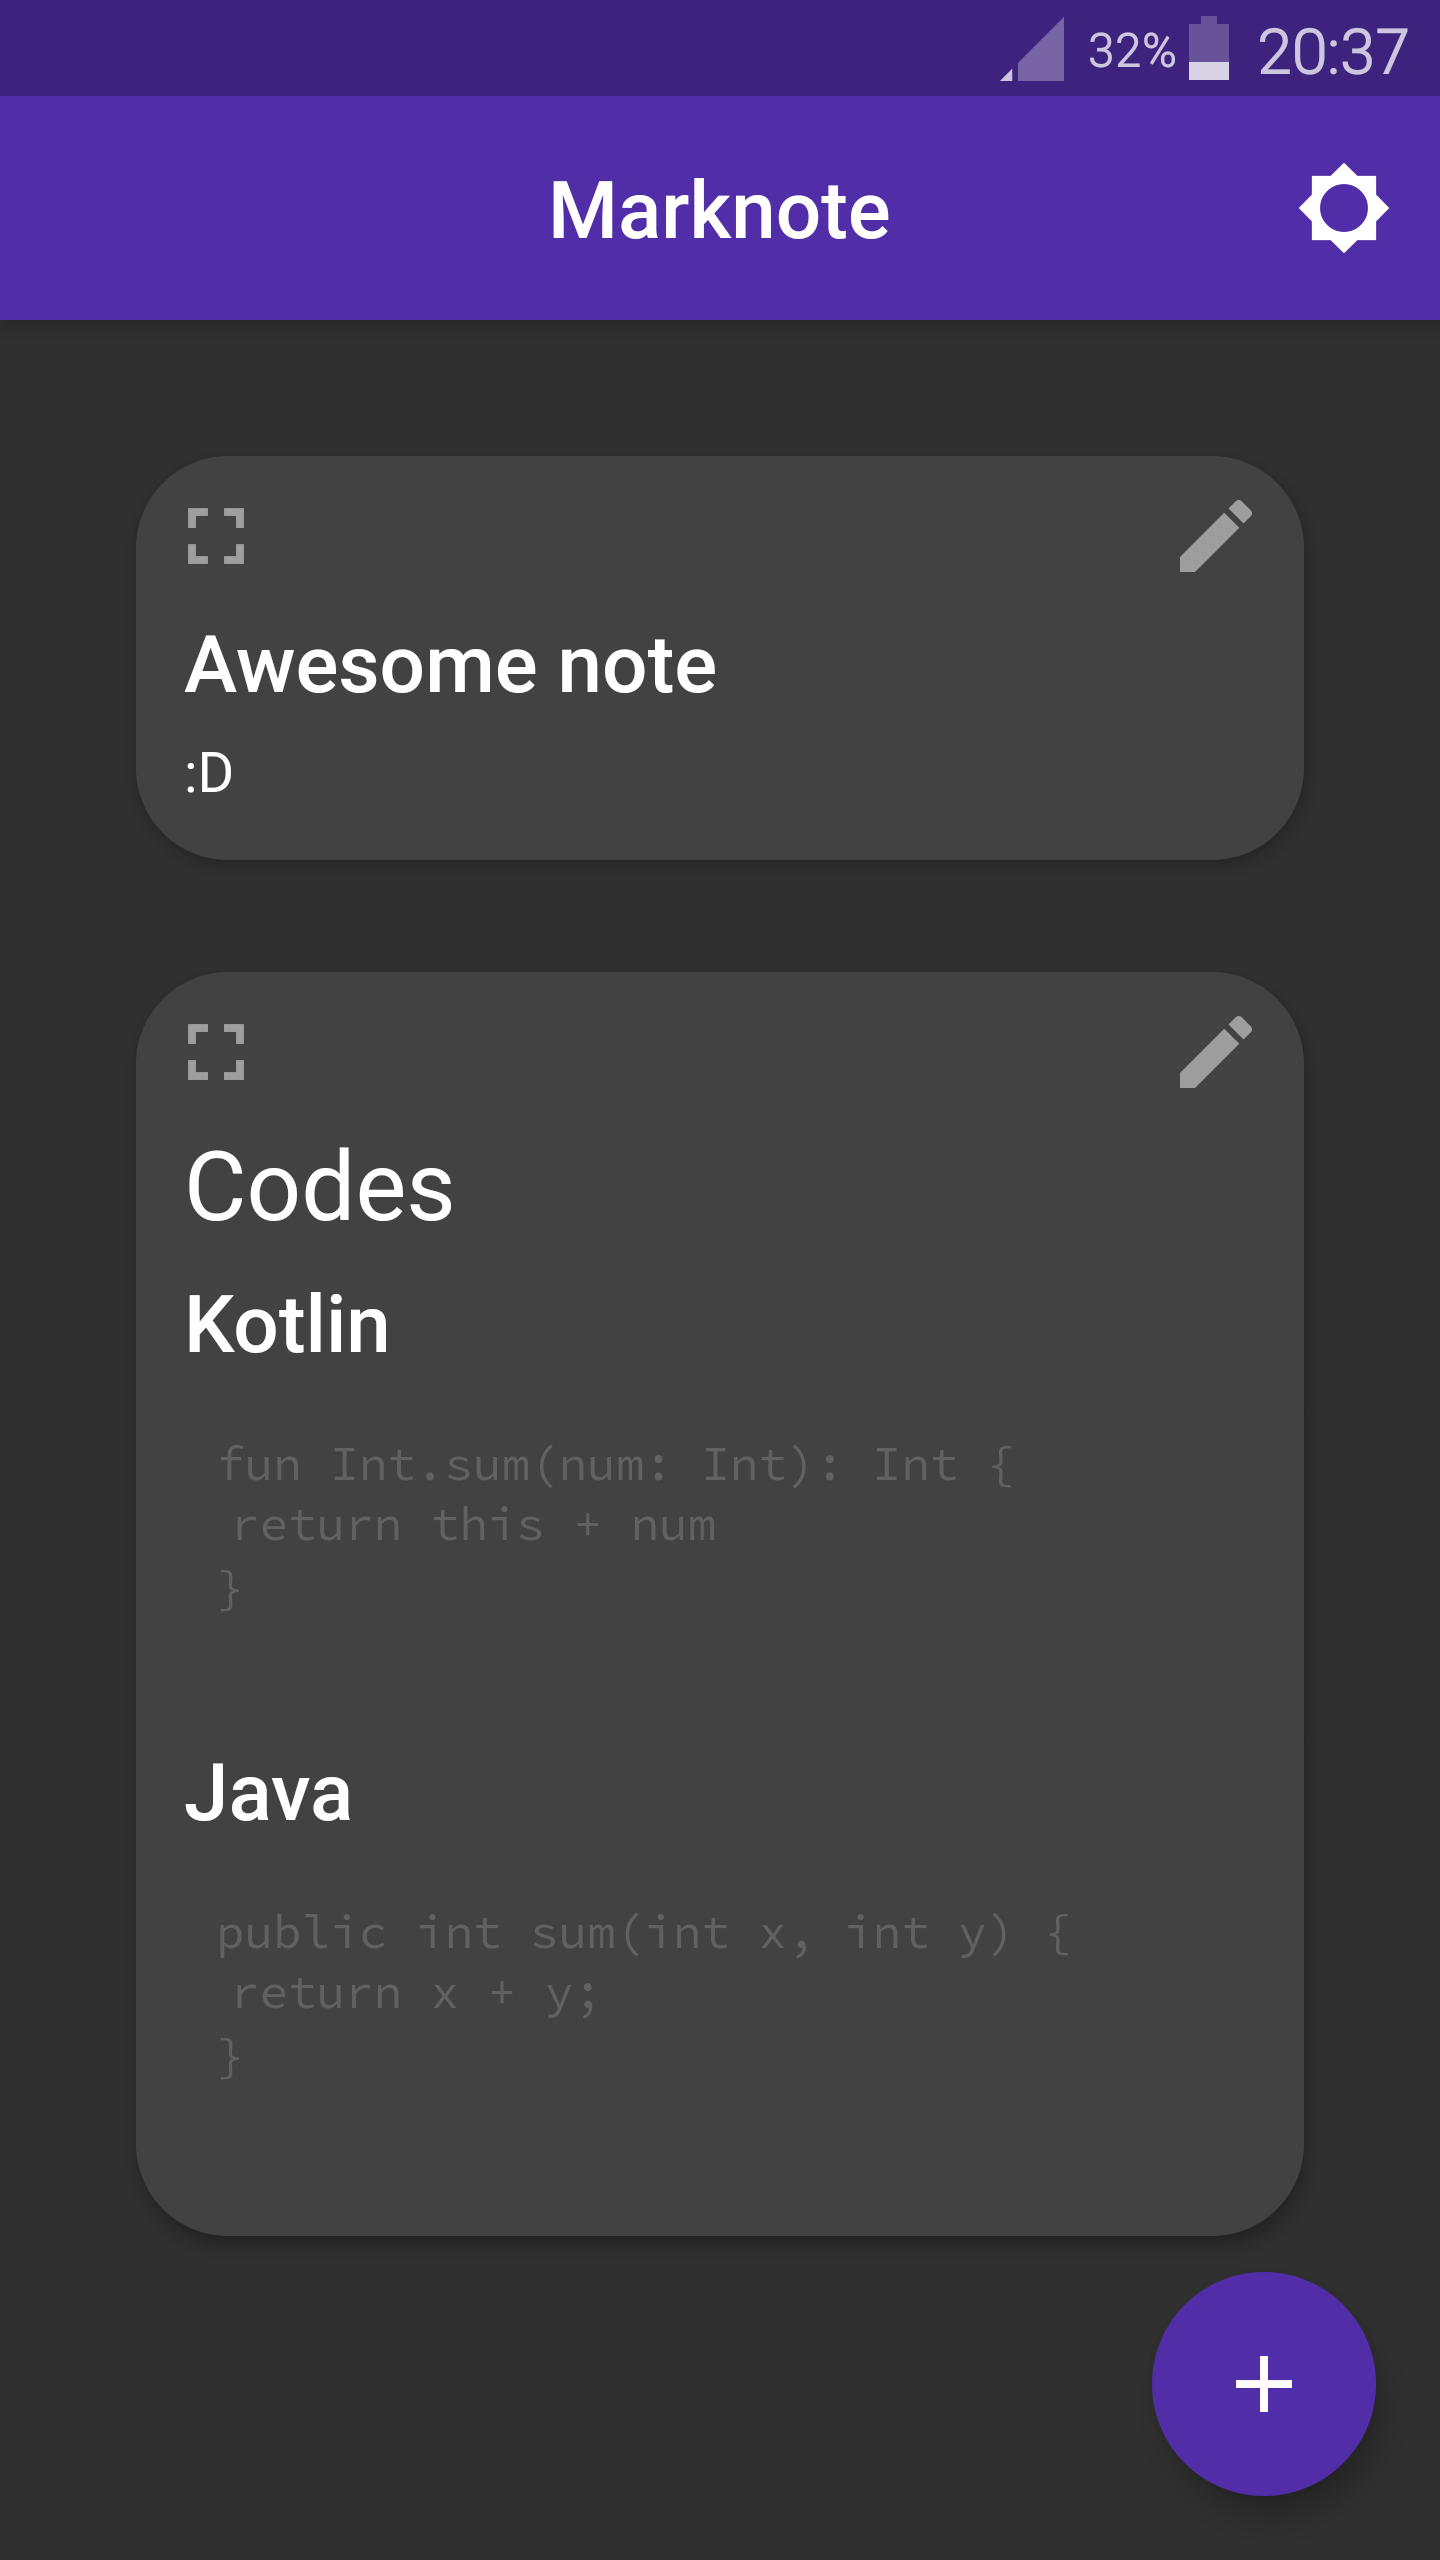 32% 20:37
Marknote
Awesome note
:D
Codes
Kotlin
fun Int.sum(num: Int): Int {
 return this + num
}
Java
public int sum(int x, int y) {
 return x + y;
}